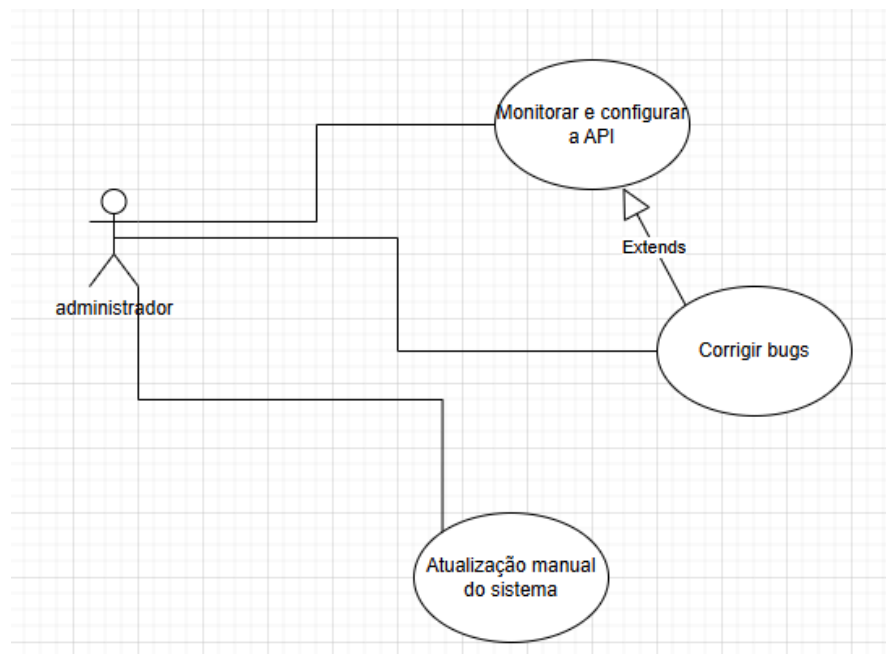 Monitorar e configurar
a API
Extends
administrador
Corrigir bugs
Atualização manual
do sistema